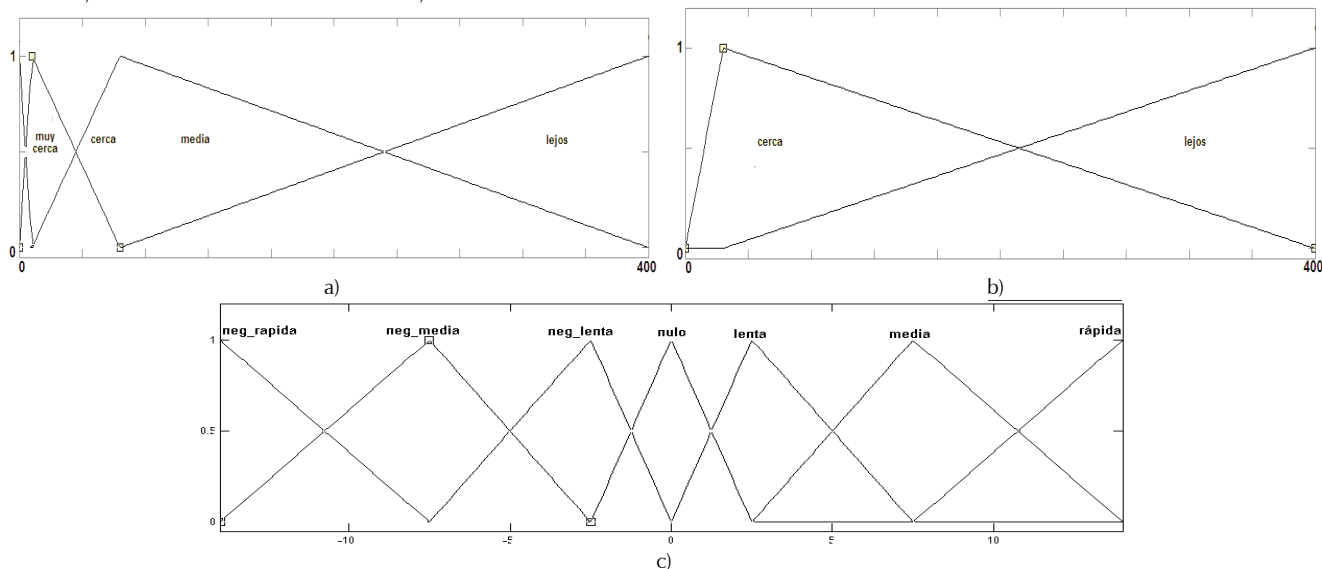 1
muy
cerca
cerca
media
lejos
0
0
400
a)
1
cerca
lejos
0
0
400
b)
neg_rapida
neg_media
neg_lenta
nulo
lenta
media
rápida
1
0.5
0
-10
-5
0
5
10
c)